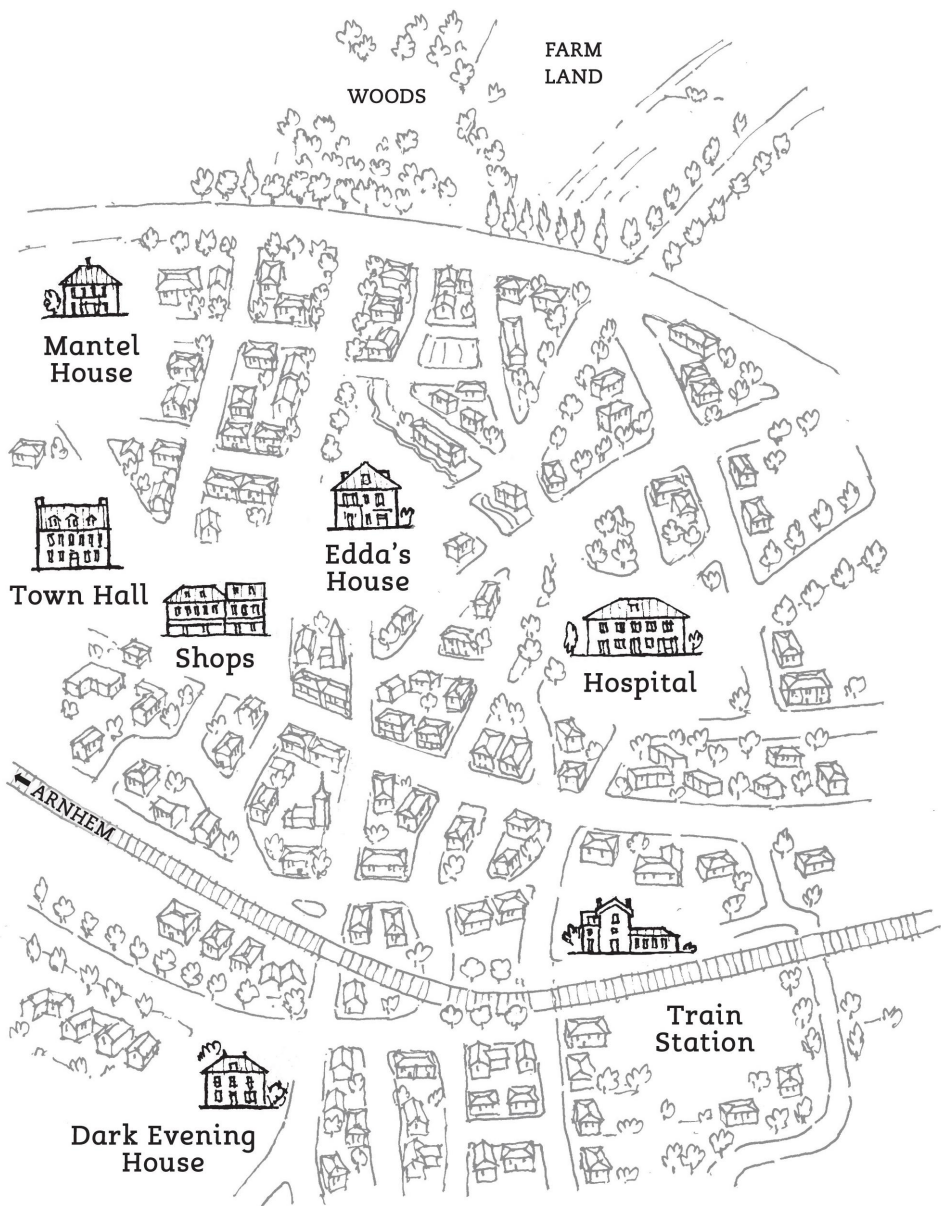 FARM
LAND
WOODS
Mantel
House
Edda's
House
Town Hall
Shops
Hospital
ARNHEM
Train
Station
Dark Evening
House